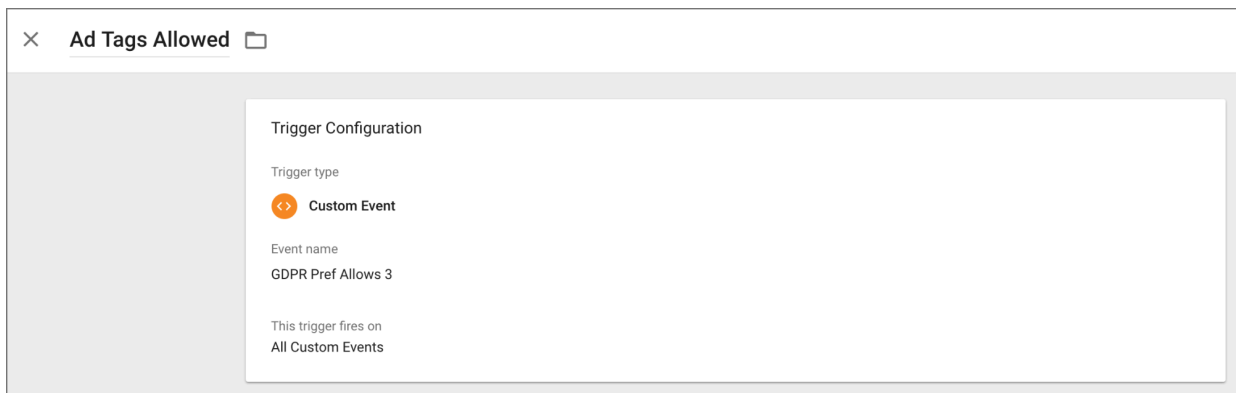 Ad Tags Allowed
Trigger Configuration
Trigger type
Custom Event
Event name
GDPR Pref Allows 3
This trigger fires on
All Custom Events